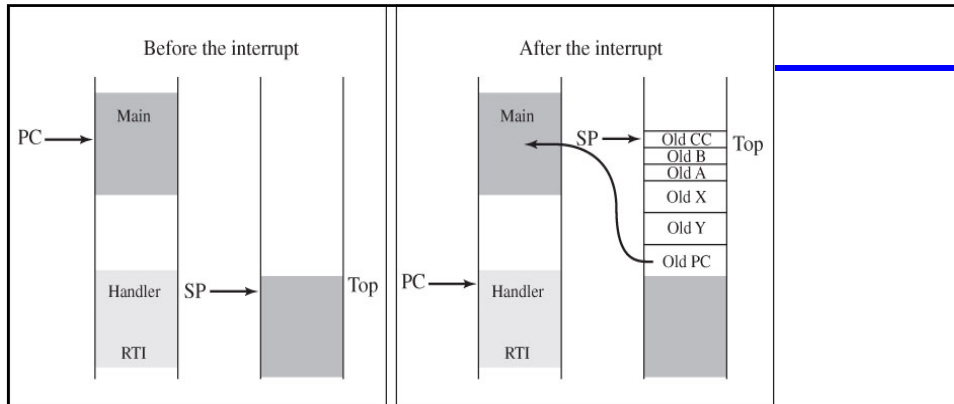 Before the interrupt
Main
PC
Handler
SP
Top
RTI
After the interrupt
Main
SP
Old CC
Top
Old B
Old A
Old X
Old Y
Old PC
PC
Handler
RTI